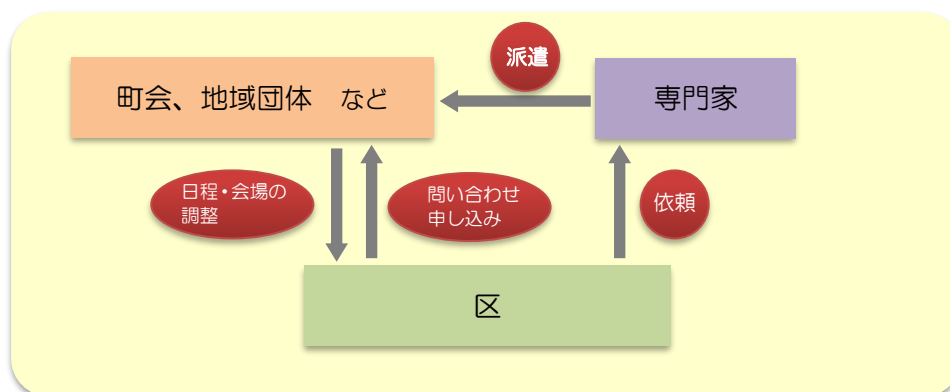 派遣
町会、地域団体　など
専門家
日程・会場の
調整
問い合わせ
申し込み
依頼
区